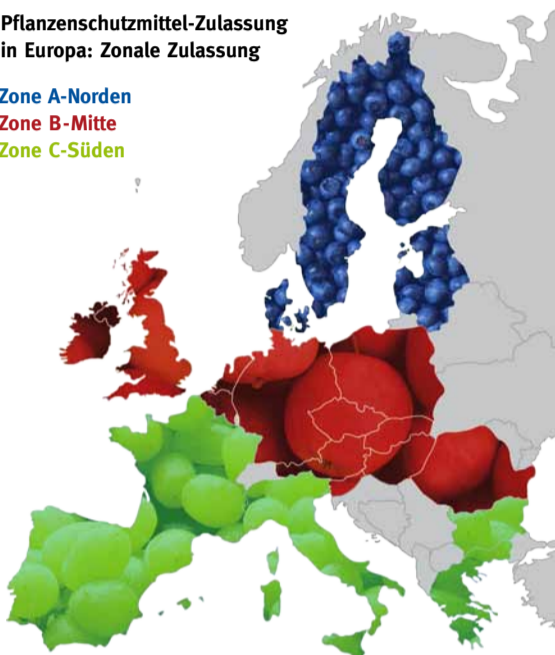 Pflanzenschutzmittel-Zulassung
in Europa: Zonale Zulassung
Zone A-Norden
Zone B-Mitte
Zone C-Süden